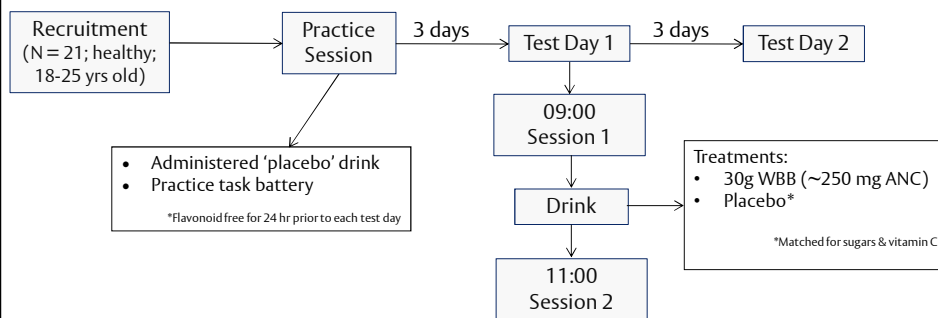 Recruitment
(N = 21; healthy;
18-25 yrs old)
Practice
Session
3 days
Test Day 1
3 days
Test Day 2
• Administered ‘placebo’ drink
• Practice task battery
*Flavonoid free for 24 hr prior to each test day
09:00
Session 1
Drink
Treatments:
• 30g WBB (~250 mg ANC)
• Placebo*
*Matched for sugars & vitamin C
11:00
Session 2